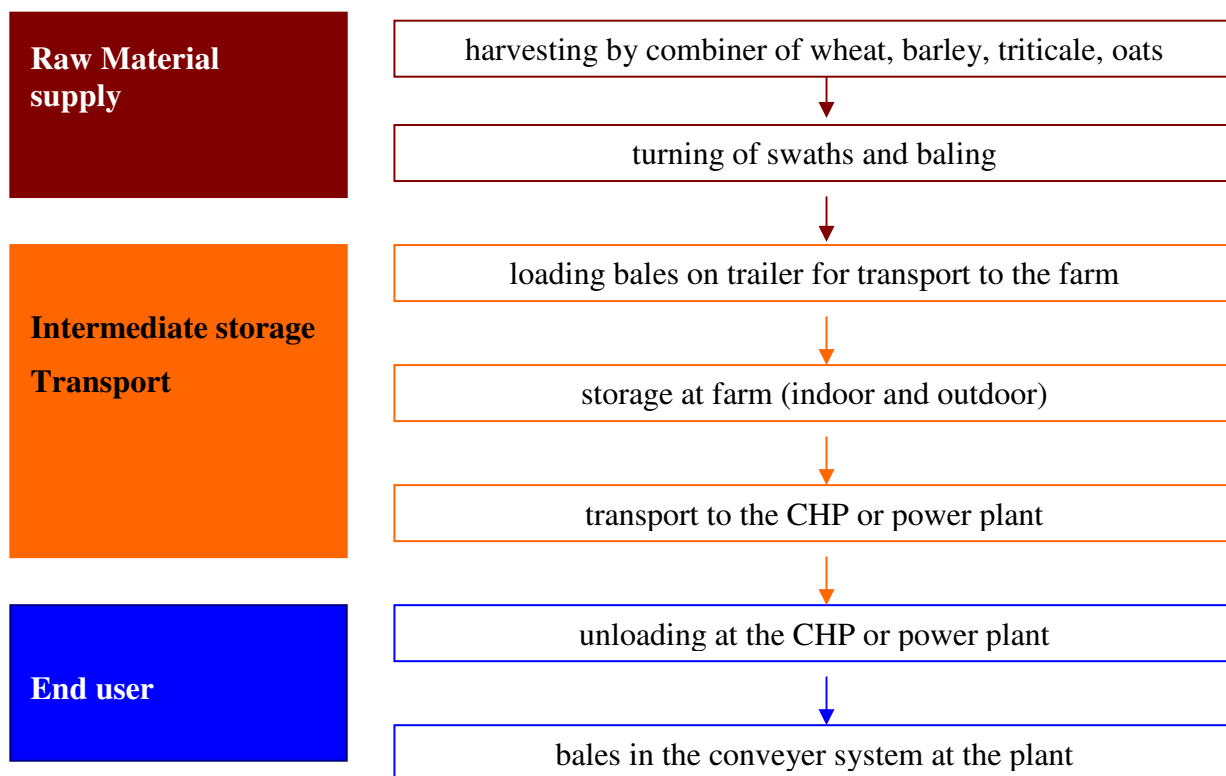 Raw Material
supply
harvesting by combiner of wheat, barley, triticale, oats
turning of swaths and baling
Intermediate storage
Transport
loading bales on trailer for transport to the farm
storage at farm (indoor and outdoor)
transport to the CHP or power plant
End user
unloading at the CHP or power plant
bales in the conveyer system at the plant